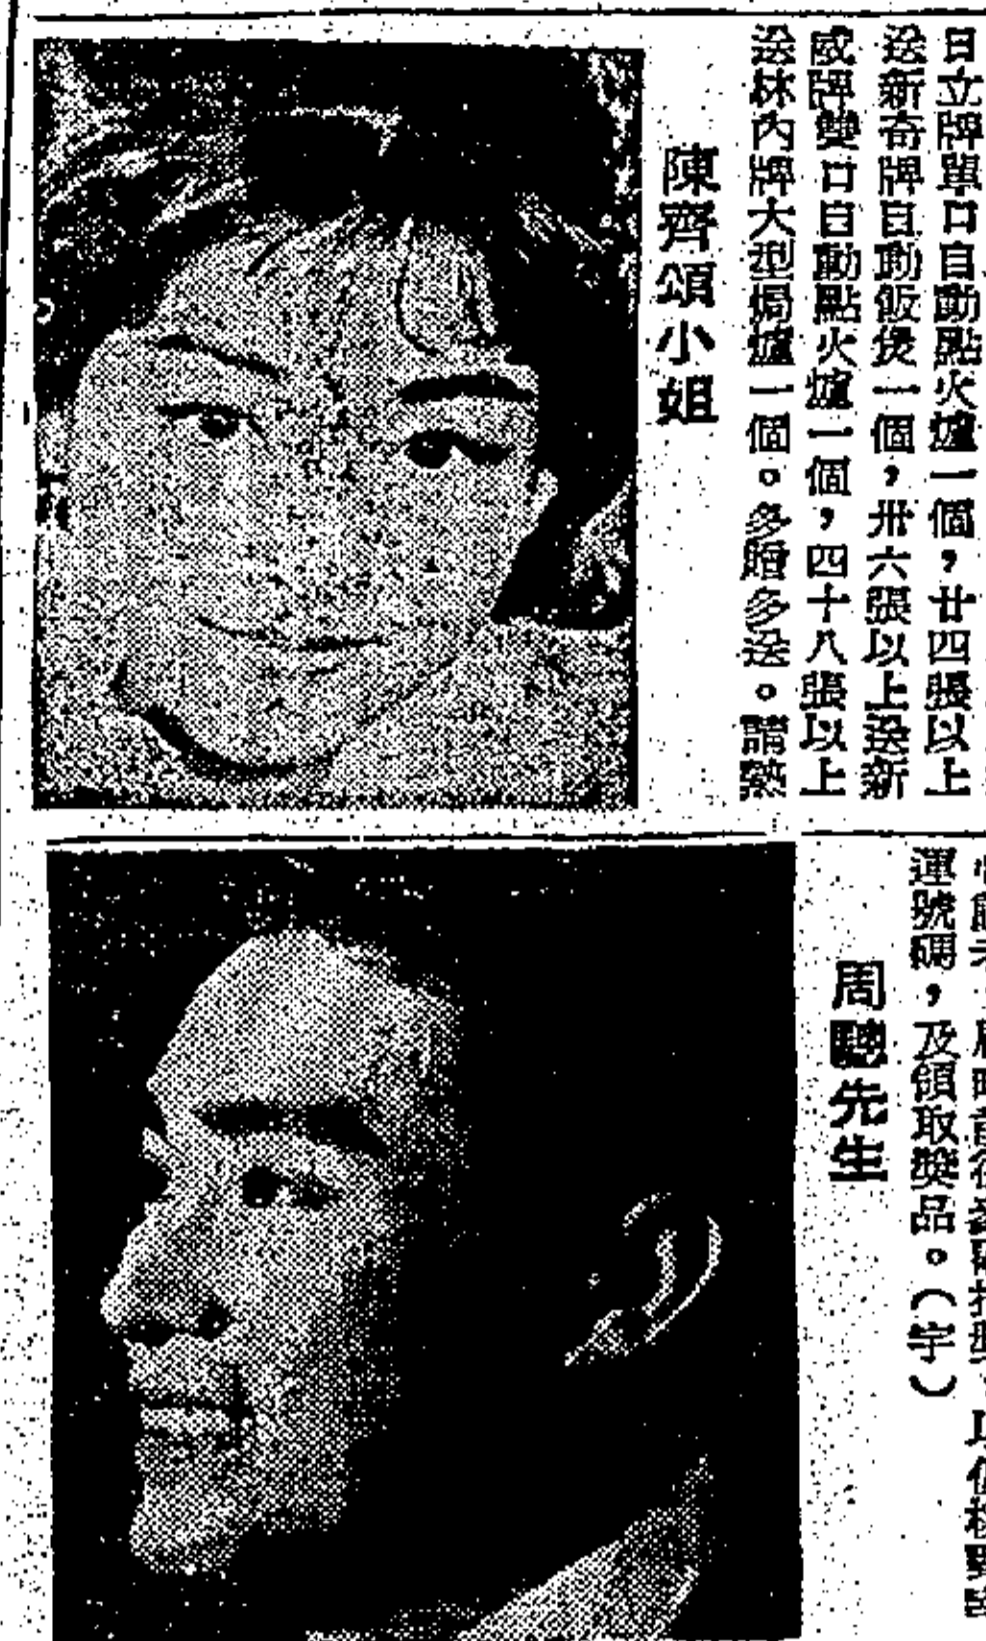 日立牌單口自動點火爐一個，廿四張以上
送新奇牌自動飯煲一個，卅六張以上送新
威牌雙口自動點火爐一個，四十八張以上
送林內牌大型焗爐一個。多贈多送。請熱
陳齊頌小姐
運號碼，及領取獎品。（宇）
周聰先生